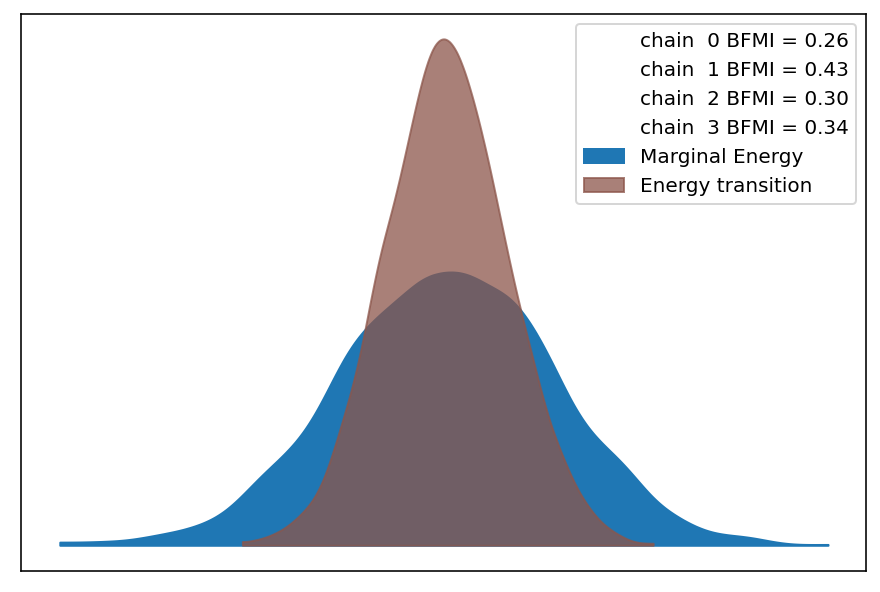 chain  0 BFMI = 0.26
chain  1 BFMI = 0.43
chain  2 BFMI = 0.30
chain  3 BFMI = 0.34
Marginal Energy
Energy transition